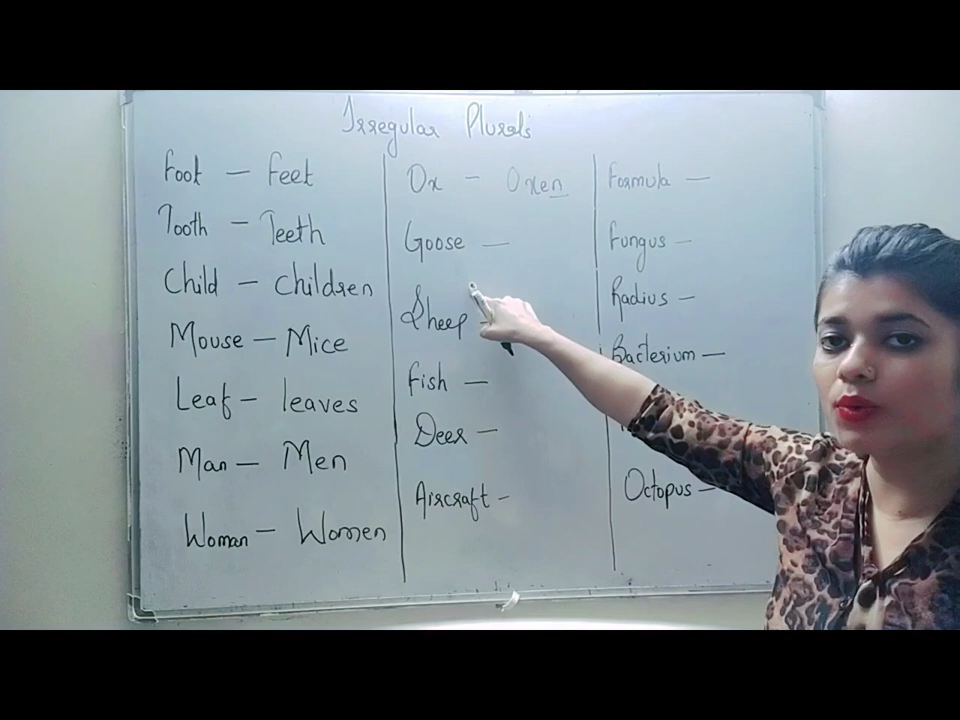 Irregular Plurals
Foot – Feet
Tooth – Teeth
Child – Children
Mouse – Mice
Leaf – leaves
Man – Men
Woman – Women
Ox – Oxen
Goose –
Sheep –
Fish –
Deer –
Aircraft –
Formula –
Fungus –
Radius –
Bacterium –
Octopus –